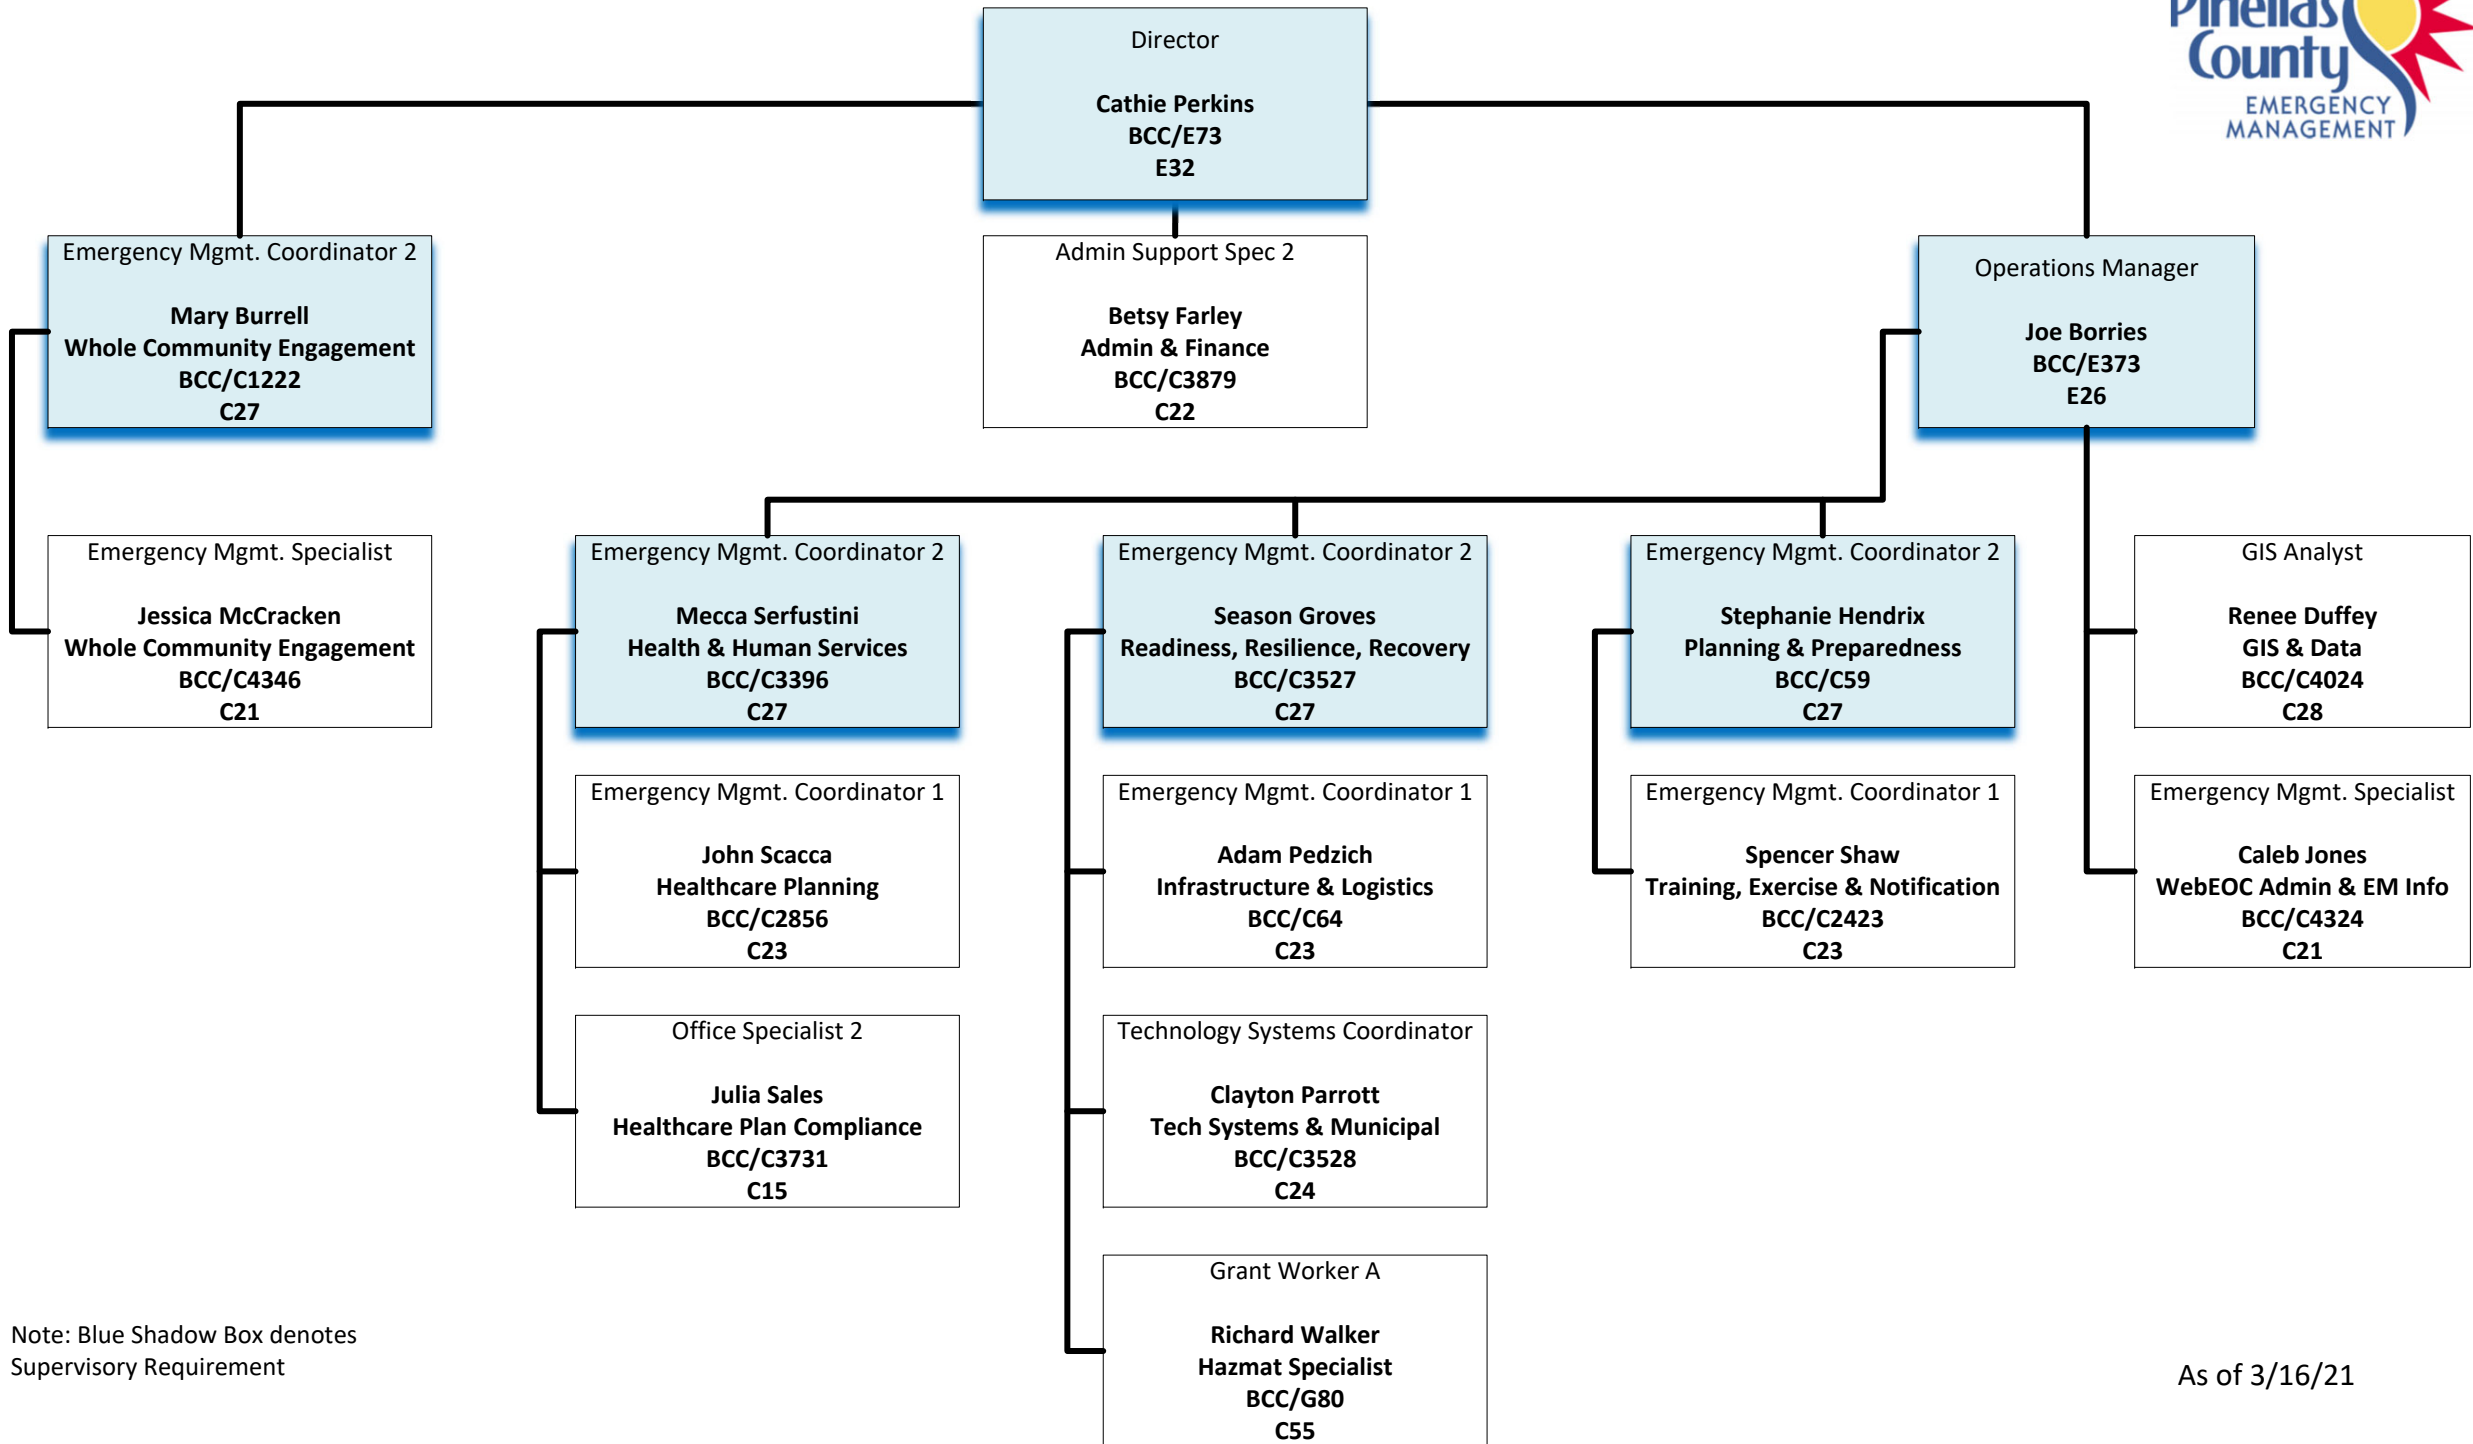 Pinellas
County
EMERGENCY
MANAGEMENT
Director
Cathie Perkins
BCC/E73
E32
Emergency Mgmt. Coordinator 2
Mary Burrell
Whole Community Engagement
BCC/C1222
C27
Admin Support Spec 2
Betsy Farley
Admin & Finance
BCC/C3879
C22
Operations Manager
Joe Borries
BCC/E373
E26
Emergency Mgmt. Specialist
Jessica McCracken
Whole Community Engagement
BCC/C4346
C21
Emergency Mgmt. Coordinator 2
Mecca Serfustini
Health & Human Services
BCC/C3396
C27
Emergency Mgmt. Coordinator 2
Season Groves
Readiness, Resilience, Recovery
BCC/C3527
C27
Emergency Mgmt. Coordinator 2
Stephanie Hendrix
Planning & Preparedness
BCC/C59
C27
GIS Analyst
Renee Duffey
GIS & Data
BCC/C4024
C28
Emergency Mgmt. Coordinator 1
John Scacca
Healthcare Planning
BCC/C2856
C23
Emergency Mgmt. Coordinator 1
Adam Pedzich
Infrastructure & Logistics
BCC/C64
C23
Emergency Mgmt. Coordinator 1
Spencer Shaw
Training, Exercise & Notification
BCC/C2423
C23
Emergency Mgmt. Specialist
Caleb Jones
WebEOC Admin & EM Info
BCC/C4324
C21
Office Specialist 2
Julia Sales
Healthcare Plan Compliance
BCC/C3731
C15
Technology Systems Coordinator
Clayton Parrott
Tech Systems & Municipal
BCC/C3528
C24
Grant Worker A
Richard Walker
Hazmat Specialist
BCC/G80
C55
Note: Blue Shadow Box denotes
Supervisory Requirement
As of 3/16/21